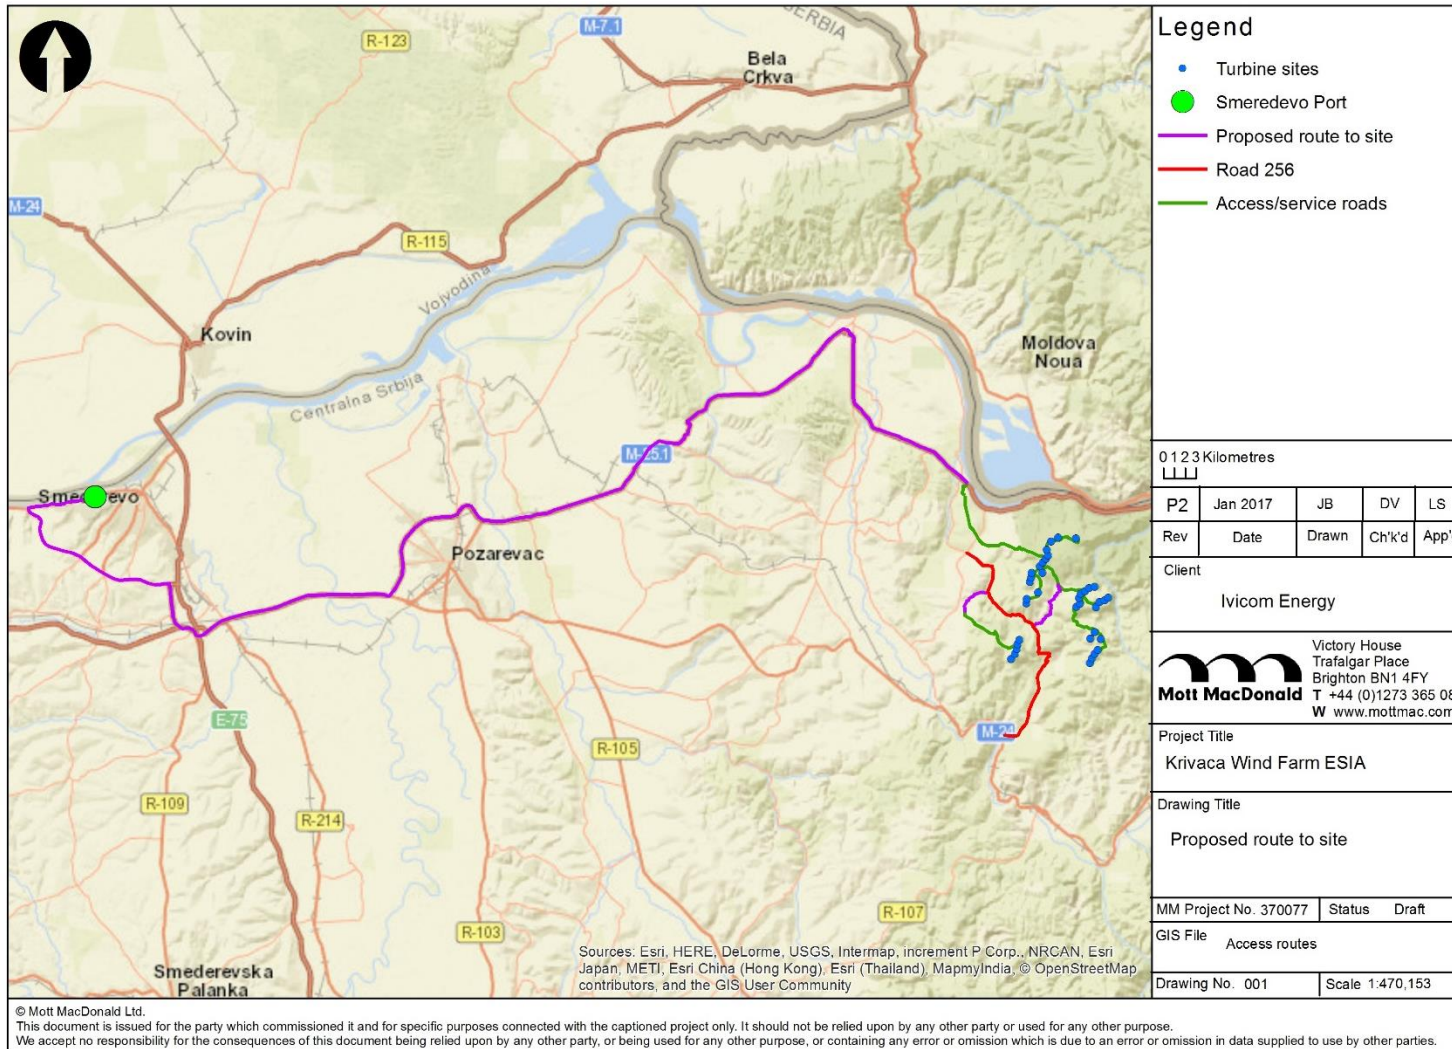 SERBIA
M-7.1
R-123
Bela
Crkva
M-24
R-115
Vojvodina
Kovin
Centralna Srbija
Moldova
Noua
M-25.1
Smederevo
Pozarevac
E-75
M-24
R-105
R-109
R-214
R-107
R-103
Smederevska
Palanka
Sources: Esri, HERE, DeLorme, USGS, Intermap, increment P Corp., NRCAN, Esri
Japan, METI, Esri China (Hong Kong), Esri (Thailand), MapmyIndia, © OpenStreetMap
contributors, and the GIS User Community
Legend
Turbine sites
Smeredevo Port
Proposed route to site
Road 256
Access/service roads
0 1 2 3 Kilometres
P2 Jan 2017 JB DV LS
Rev Date Drawn Ch'k'd App'
Client
Ivicom Energy
Mott MacDonald
Victory House
Trafalgar Place
Brighton BN1 4FY
T +44 (0)1273 365 08
W www.mottmac.com
Project Title
Krivaca Wind Farm ESIA
Drawing Title
Proposed route to site
MM Project No. 370077 Status Draft
GIS File Access routes
Drawing No. 001 Scale 1:470,153
© Mott MacDonald Ltd.
This document is issued for the party which commissioned it and for specific purposes connected with the captioned project only. It should not be relied upon by any other party or used for any other purpose.
We accept no responsibility for the consequences of this document being relied upon by any other party, or being used for any other purpose, or containing any error or omission which is due to an error or omission in data supplied to use by other parties.